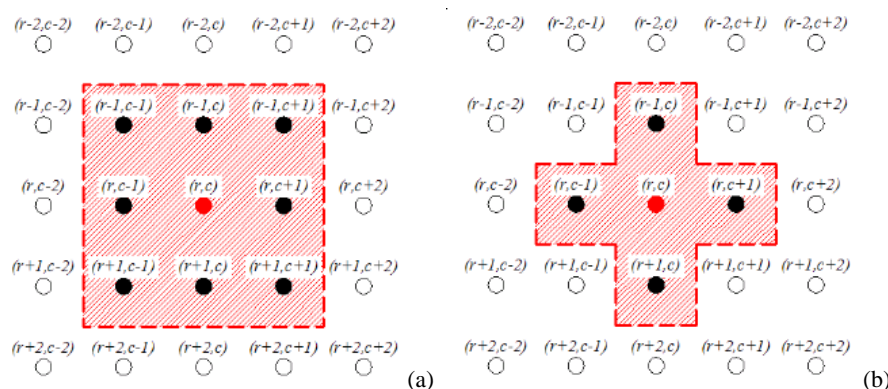 (r-2,c-2) (r-2,c-1) (r-2,c) (r-2,c+1) (r-2,c+2)
(r-1,c-2) (r-1,c-1) (r-1,c) (r-1,c+1) (r-1,c+2)
(r,c-2) (r,c-1) (r,c) (r,c+1) (r,c+2)
(r+1,c-2) (r+1,c-1) (r+1,c) (r+1,c+1) (r+1,c+2)
(r+2,c-2) (r+2,c-1) (r+2,c) (r+2,c+1) (r+2,c+2)
(a)
(r-2,c-2) (r-2,c-1) (r-2,c) (r-2,c+1) (r-2,c+2)
(r-1,c-2) (r-1,c-1) (r-1,c) (r-1,c+1) (r-1,c+2)
(r,c-2) (r,c-1) (r,c) (r,c+1) (r,c+2)
(r+1,c-2) (r+1,c-1) (r+1,c) (r+1,c+1) (r+1,c+2)
(r+2,c-2) (r+2,c-1) (r+2,c) (r+2,c+1) (r+2,c+2)
(b)